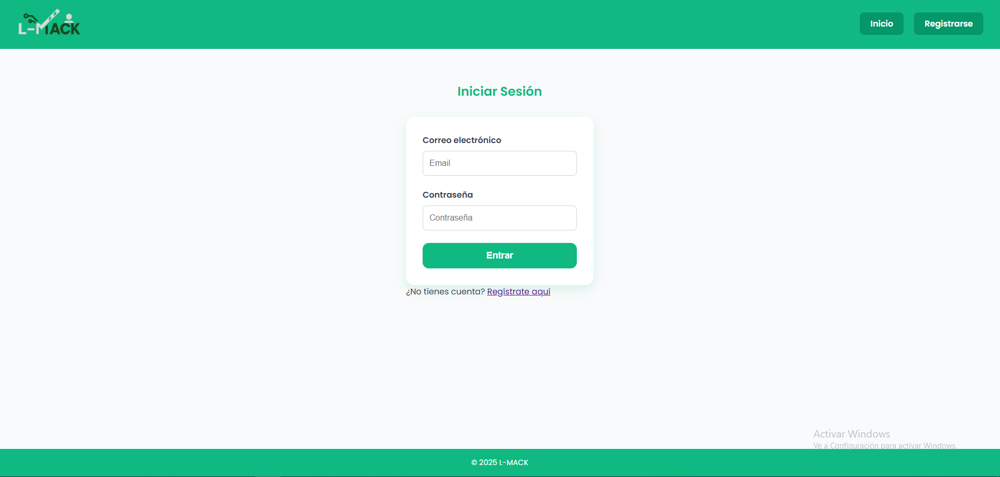 L-MACK
Inicio
Registrarse
Iniciar Sesión
Correo electrónico
Email
Contraseña
Contraseña
Entrar
¿No tienes cuenta? Regístrate aquí
Activar Windows
Ve a Configuración para activar Windows.
© 2025 L-MACK